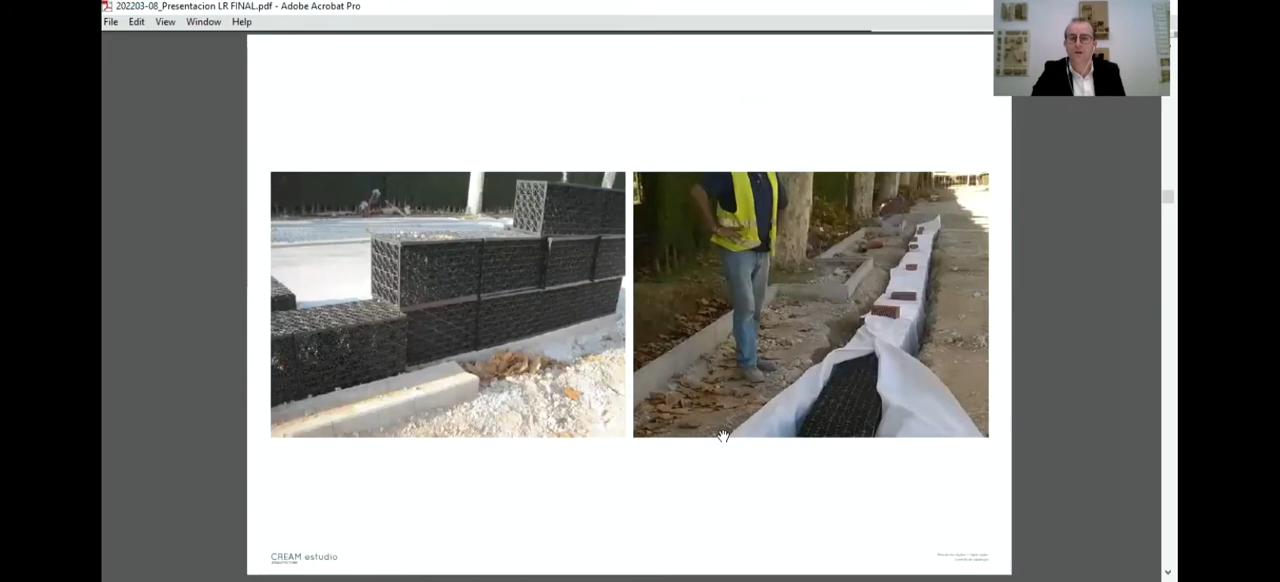 202203-08_Presentacion LR FINAL.pdf - Adobe Acrobat Pro
File Edit View Window Help
CREAM estudio